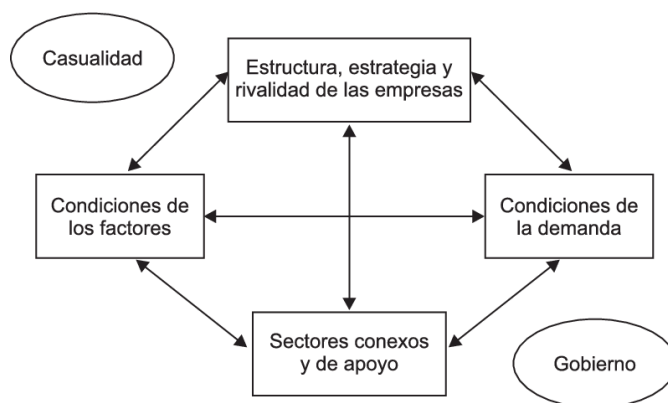 Casualidad
Estructura, estrategia y
rivalidad de las empresas
Condiciones de
los factores
Condiciones de
la demanda
Sectores conexos
y de apoyo
Gobierno